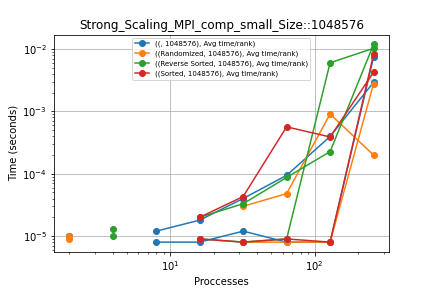 Strong_Scaling_MPI_comp_small_Size::1048576
((, 1048576), Avg time/rank)
((Randomized, 1048576), Avg time/rank)
((Reverse Sorted, 1048576), Avg time/rank)
((Sorted, 1048576), Avg time/rank)
Time (seconds)
10⁻²
10⁻³
10⁻⁴
10⁻⁵
10¹ 10²
Proccesses